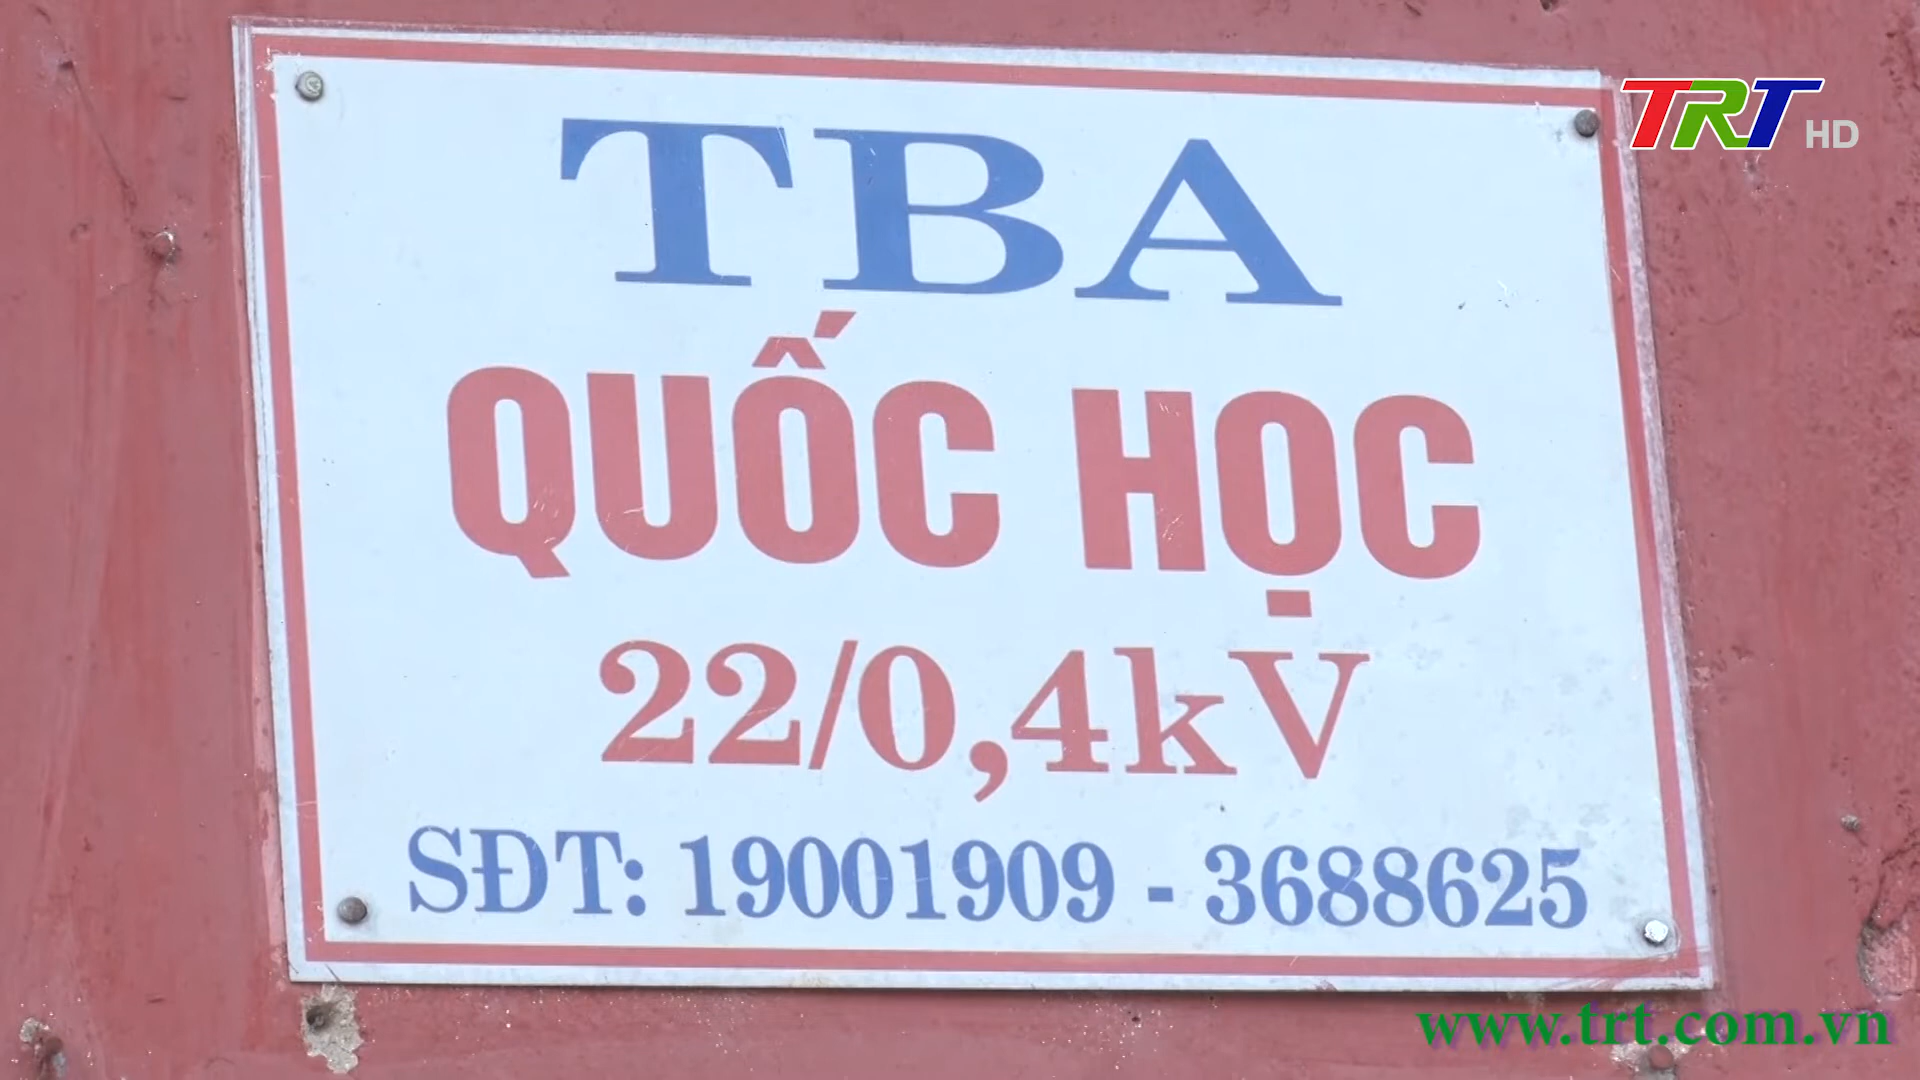 TBA
QUỐC HỌC
22/0,4kV
SĐT: 19001909 - 3688625
TRT HD
www.trt.com.vn